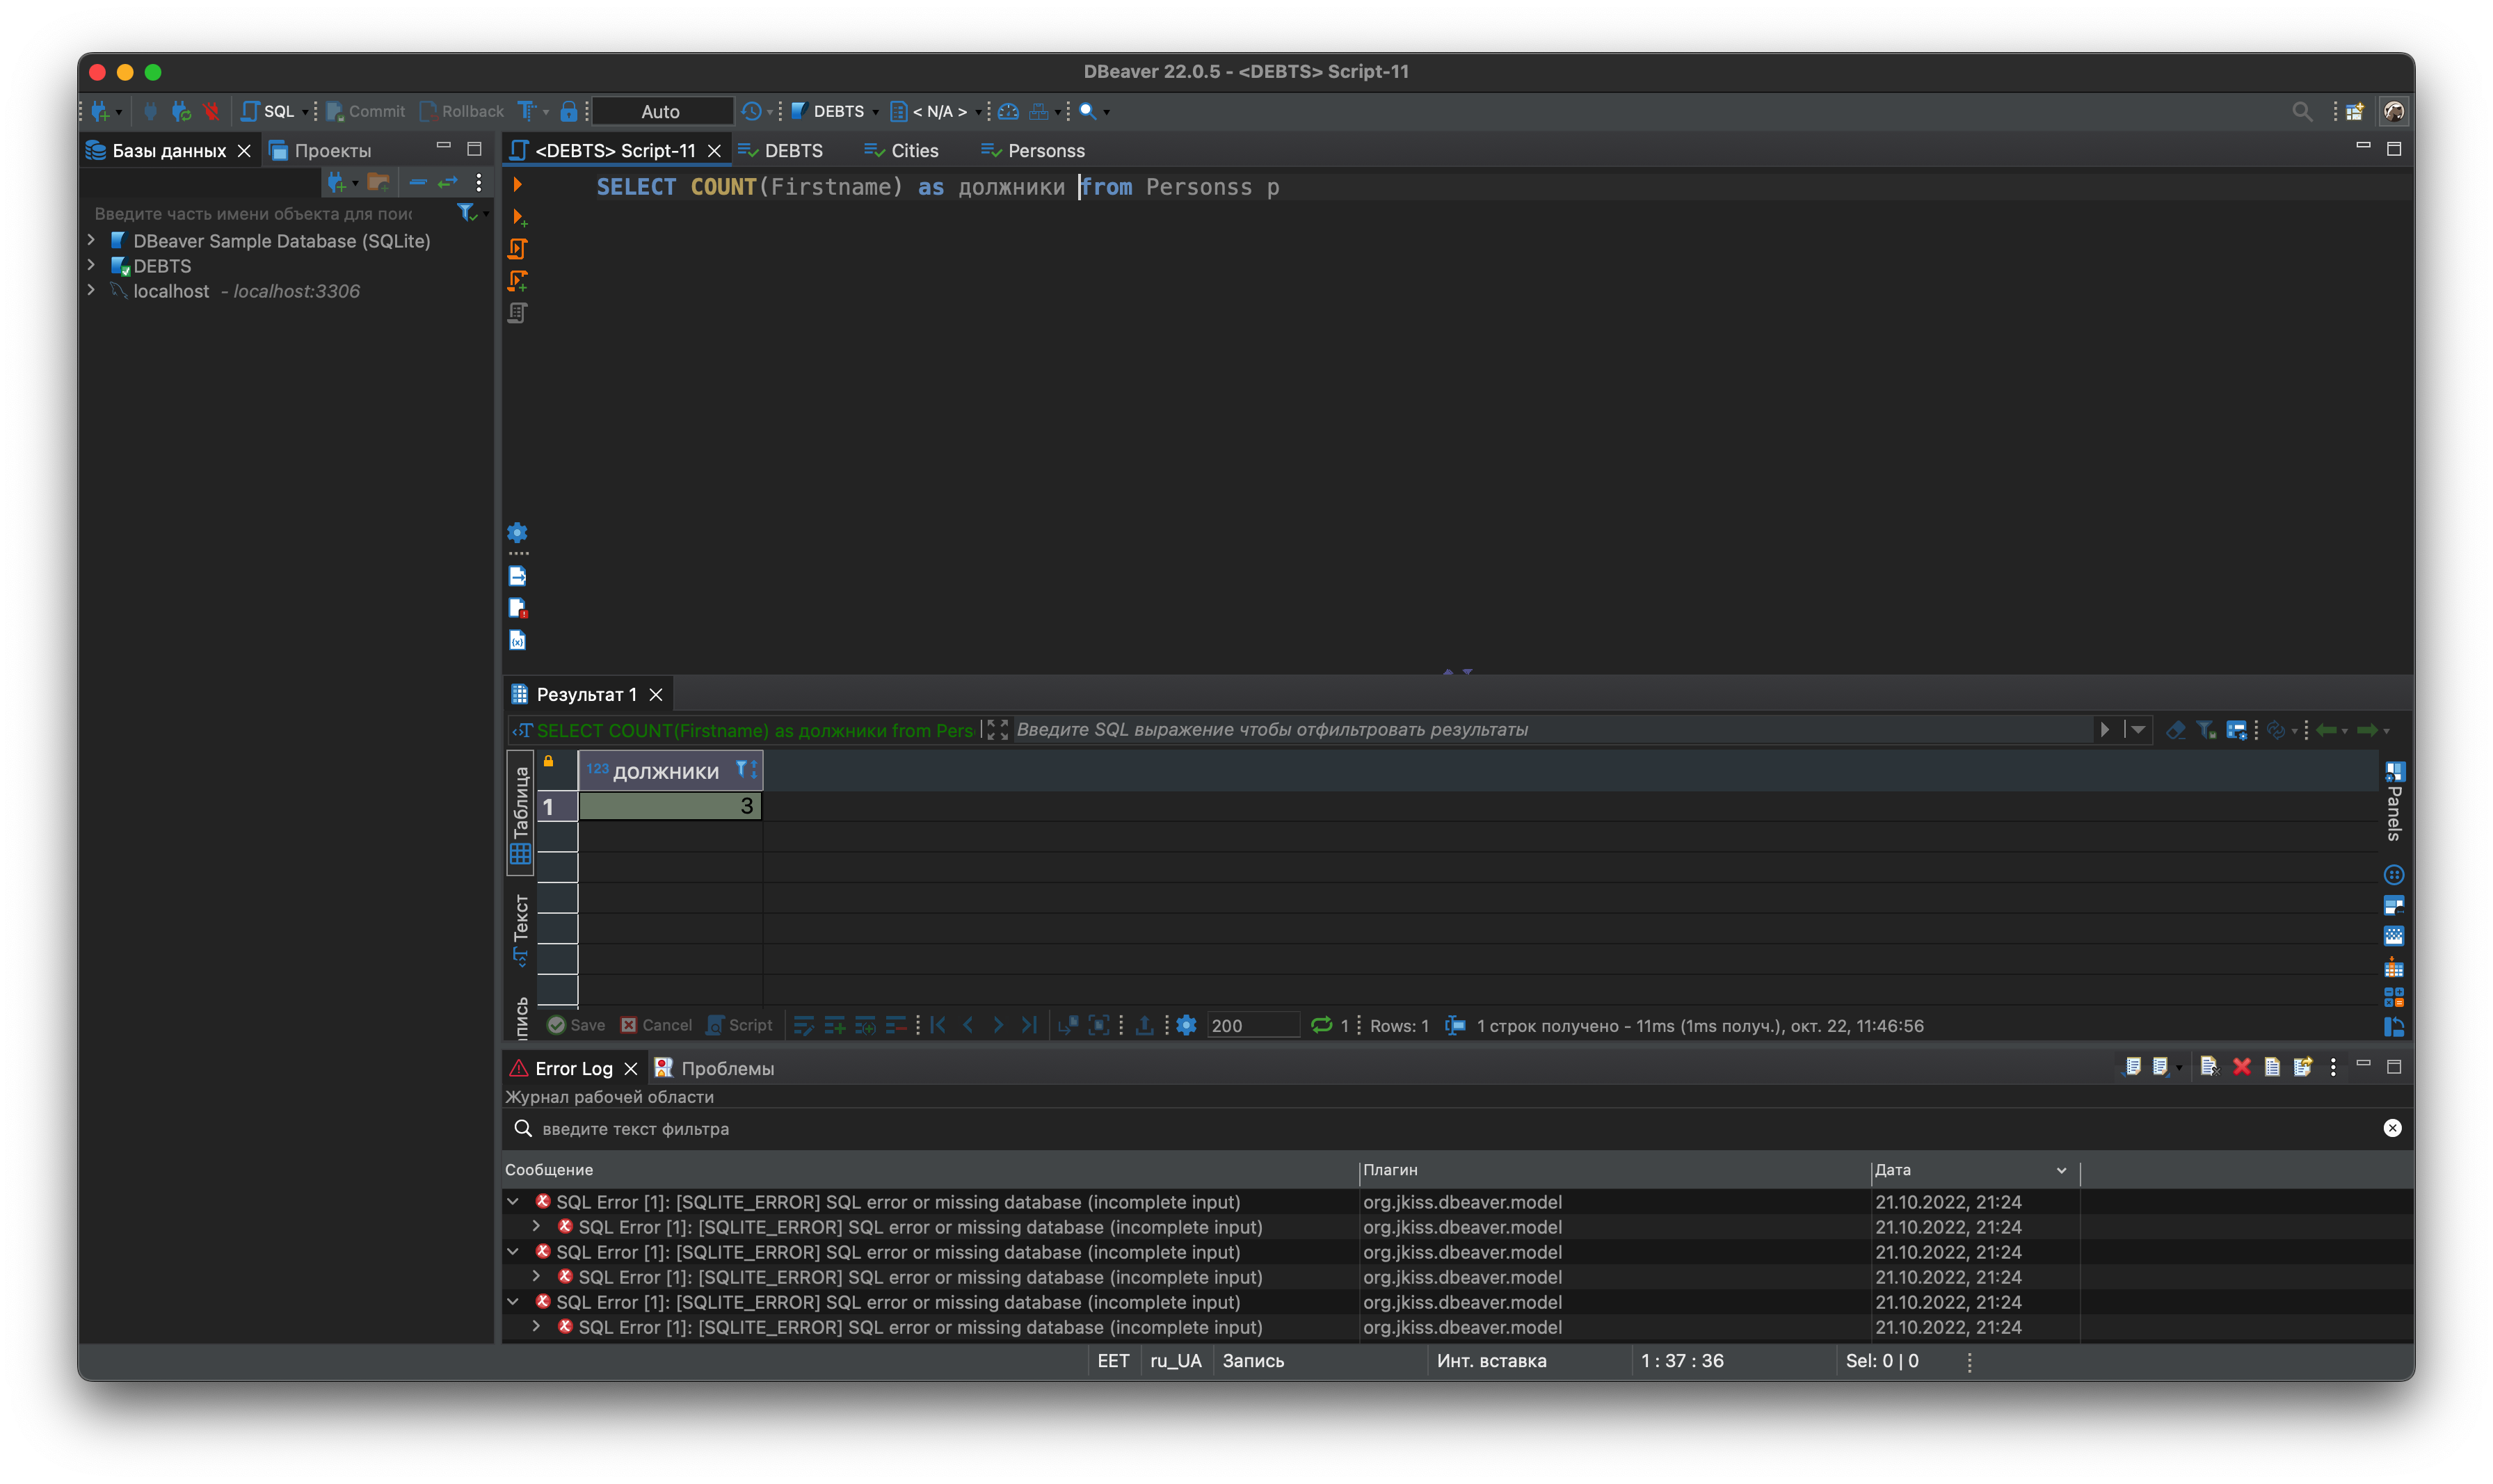 DBeaver 22.0.5 - <DEBTS> Script-11
SQL Commit Rollback Auto DEBTS < N/A >
Базы данных Проекты
<DEBTS> Script-11 DEBTS Cities Personss
Введите часть имени объекта для поис
DBeaver Sample Database (SQLite)
DEBTS
localhost - localhost:3306
SELECT COUNT(Firstname) as должники from Personss p
Результат 1
SELECT COUNT(Firstname) as должники from Pers Введите SQL выражение чтобы отфильтровать результаты
Таблица
Текст
пись
123 должники
1 3
Panels
Save Cancel Script 200 1 Rows: 1 1 строк получено - 11ms (1ms получ.), окт. 22, 11:46:56
Error Log Проблемы
Журнал рабочей области
введите текст фильтра
Сообщение Плагин Дата
SQL Error [1]: [SQLITE_ERROR] SQL error or missing database (incomplete input) org.jkiss.dbeaver.model 21.10.2022, 21:24
SQL Error [1]: [SQLITE_ERROR] SQL error or missing database (incomplete input) org.jkiss.dbeaver.model 21.10.2022, 21:24
SQL Error [1]: [SQLITE_ERROR] SQL error or missing database (incomplete input) org.jkiss.dbeaver.model 21.10.2022, 21:24
SQL Error [1]: [SQLITE_ERROR] SQL error or missing database (incomplete input) org.jkiss.dbeaver.model 21.10.2022, 21:24
SQL Error [1]: [SQLITE_ERROR] SQL error or missing database (incomplete input) org.jkiss.dbeaver.model 21.10.2022, 21:24
SQL Error [1]: [SQLITE_ERROR] SQL error or missing database (incomplete input) org.jkiss.dbeaver.model 21.10.2022, 21:24
EET ru_UA Запись Инт. вставка 1 : 37 : 36 Sel: 0 | 0